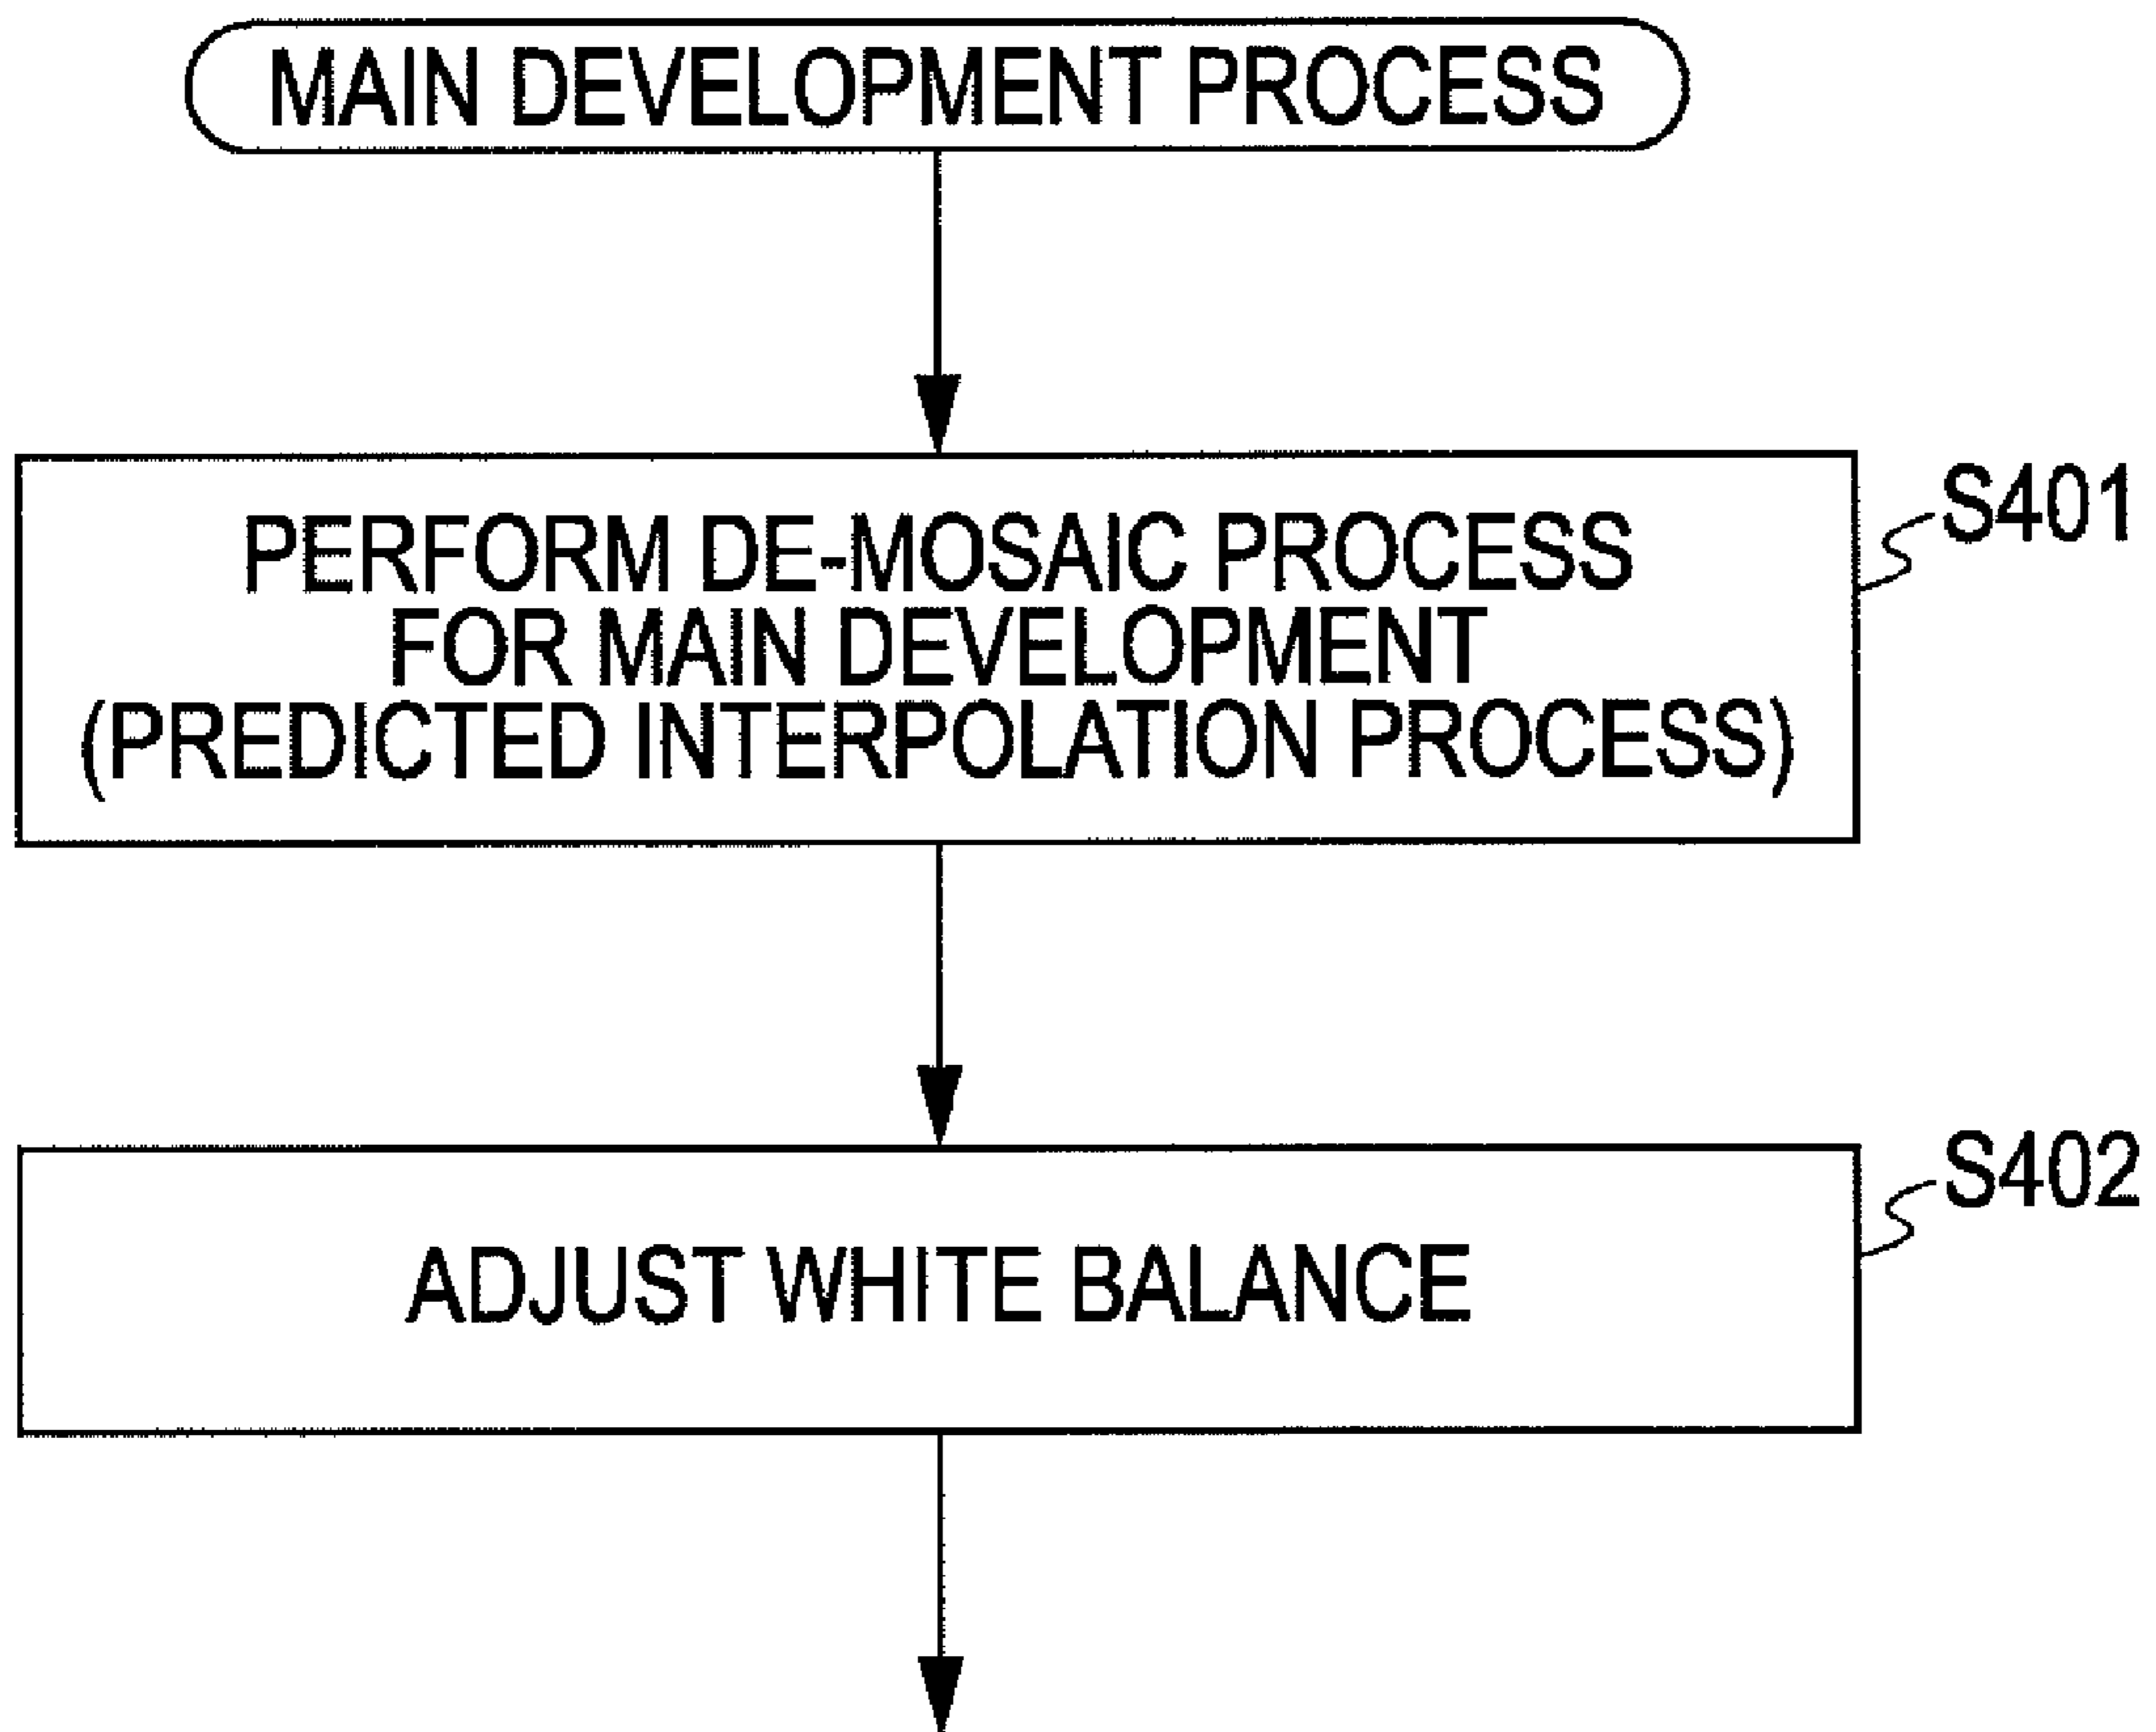 MAIN DEVELOPMENT PROCESS
S401
PERFORM DE-MOSAIC PROCESS
FOR MAIN DEVELOPMENT
(PREDICTED INTERPOLATION PROCESS)
S402
ADJUST WHITE BALANCE